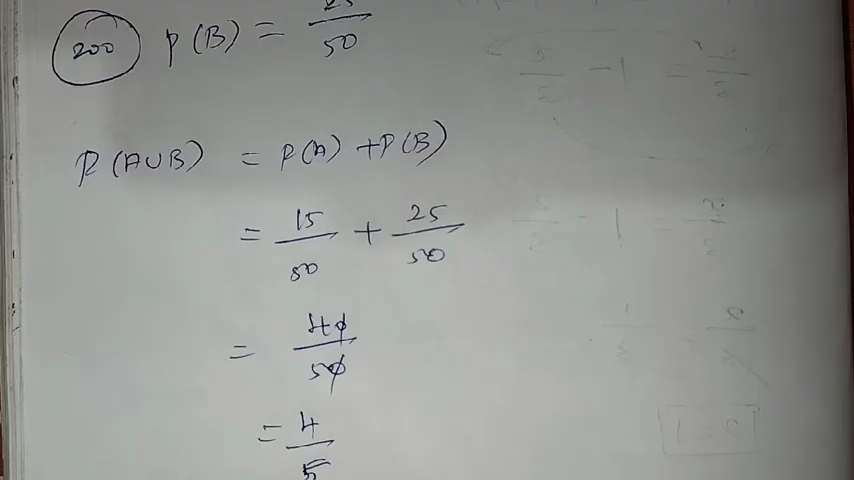 200 P(B) = 25/50
P(A∪B) = P(A) + P(B)
= 15/50 + 25/50
= 40/50
= 4/5